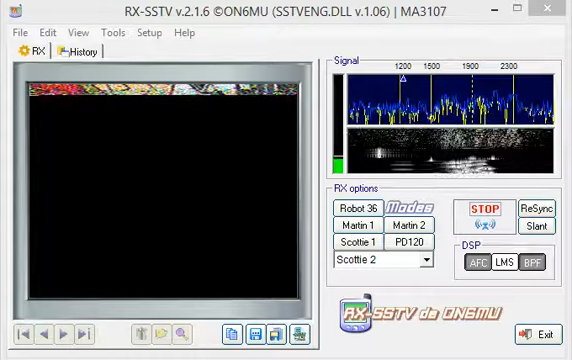 RX-SSTV v.2.1.6 ©ON6MU (SSTVENG.DLL v.1.06) | MA3107
File Edit View Tools Setup Help
RX History
Signal
1200 1500 1900 2300
RX options
Robot 36 Modes
Martin 1 Martin 2
Scottie 1 PD120
Scottie 2
STOP
ReSync
Slant
DSP
AFC LMS BPF
RX-SSTV da ON6MU
Exit